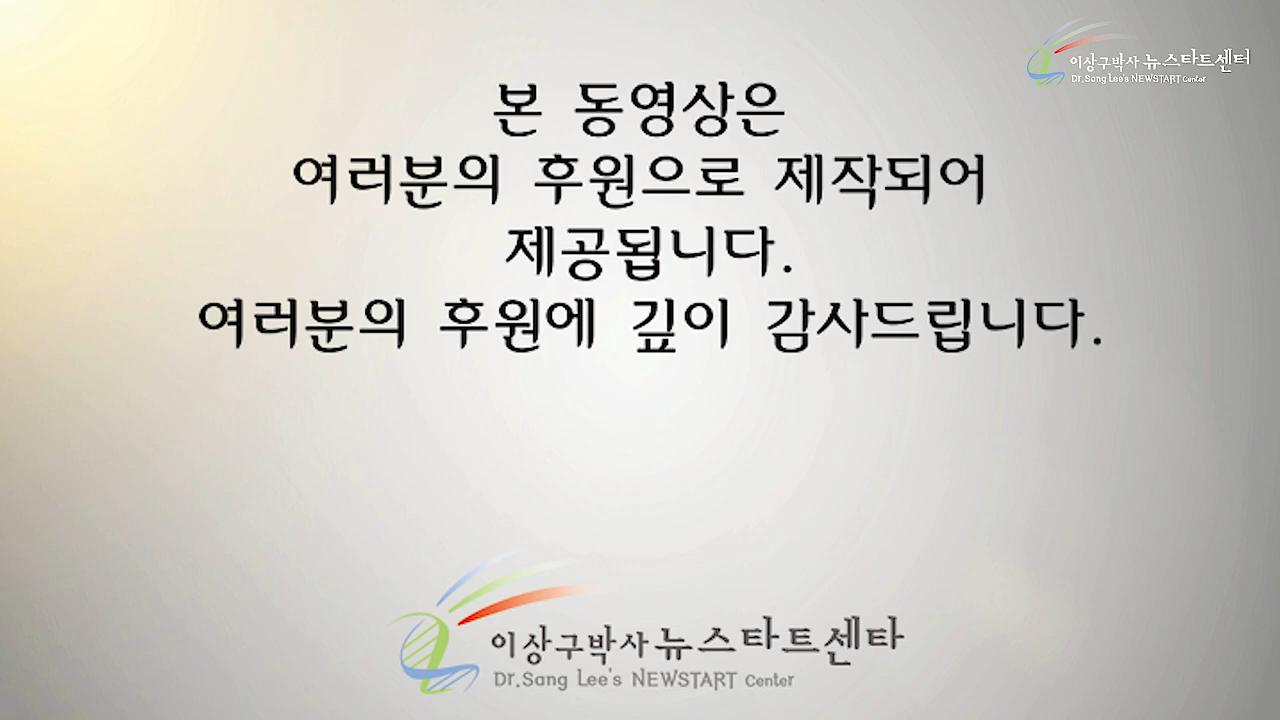 이상구박사 뉴스타트센터
Dr.Sang Lee's NEWSTART Center
본 동영상은
여러분의 후원으로 제작되어
제공됩니다.
여러분의 후원에 깊이 감사드립니다.
이상구박사 뉴스타트센타
Dr.Sang Lee's NEWSTART Center